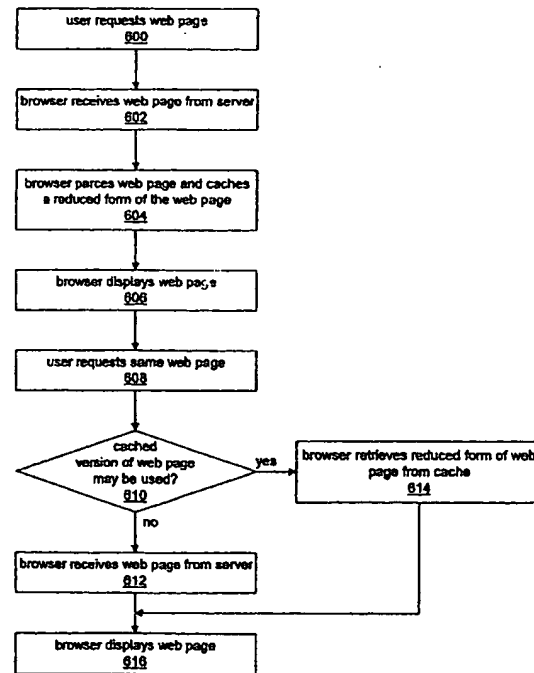 user requests web page
600
browser receives web page from server
602
browser parces web page and caches
a reduced form of the web page
604
browser displays web page
606
user requests same web page
608
cached
version of web page
may be used?
610
yes
browser retrieves reduced form of web
page from cache
614
no
browser receives web page from server
612
browser displays web page
616